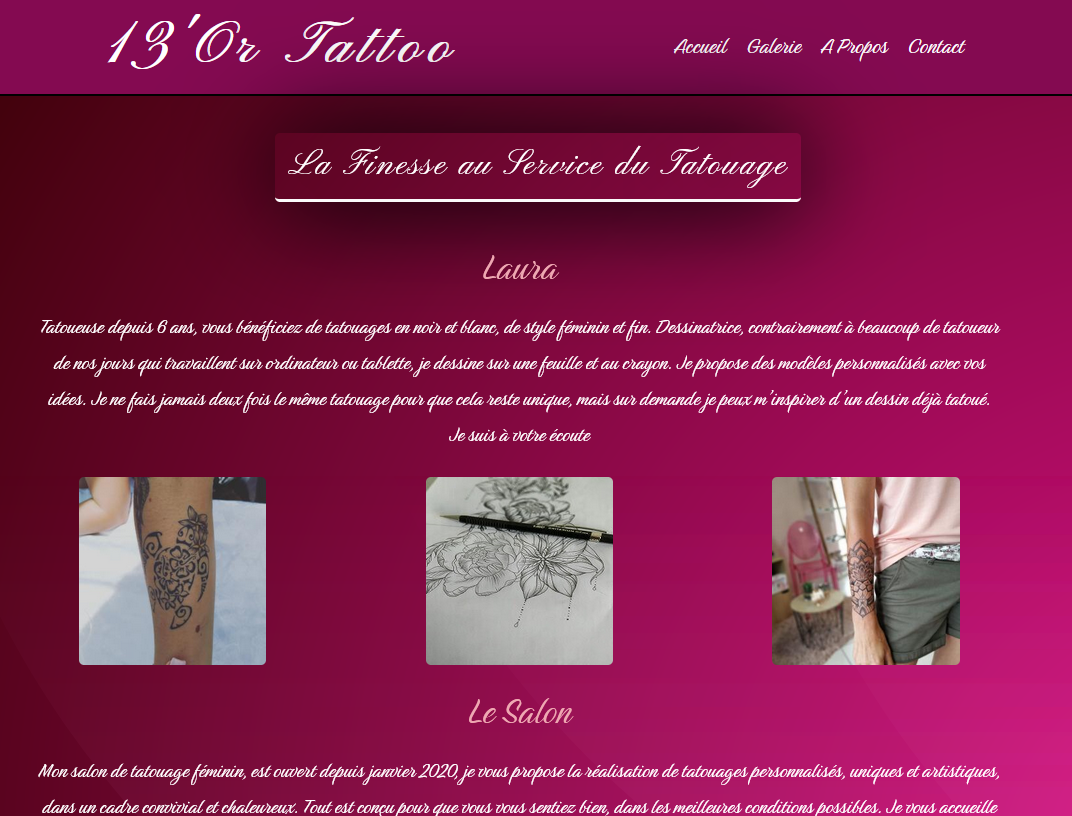 13'Or Tattoo
Accueil Galerie A Propos Contact
La Finesse au Service du Tatouage
Laura
Tatoueuse depuis 6 ans, vous bénéficiez de tatouages en noir et blanc, de style féminin et fin. Dessinatrice, contrairement à beaucoup de tatoueur
de nos jours qui travaillent sur ordinateur ou tablette, je dessine sur une feuille et au crayon. Je propose des modèles personnalisés avec vos
idées. Je ne fais jamais deux fois le même tatouage pour que cela reste unique, mais sur demande je peux m'inspirer d'un dessin déjà tatoué.
Je suis à votre écoute
Le Salon
Mon salon de tatouage féminin, est ouvert depuis janvier 2020, je vous propose la réalisation de tatouages personnalisés, uniques et artistiques,
dans un cadre convivial et chaleureux. Tout est conçu pour que vous vous sentiez bien, dans les meilleures conditions possibles. Je vous accueille